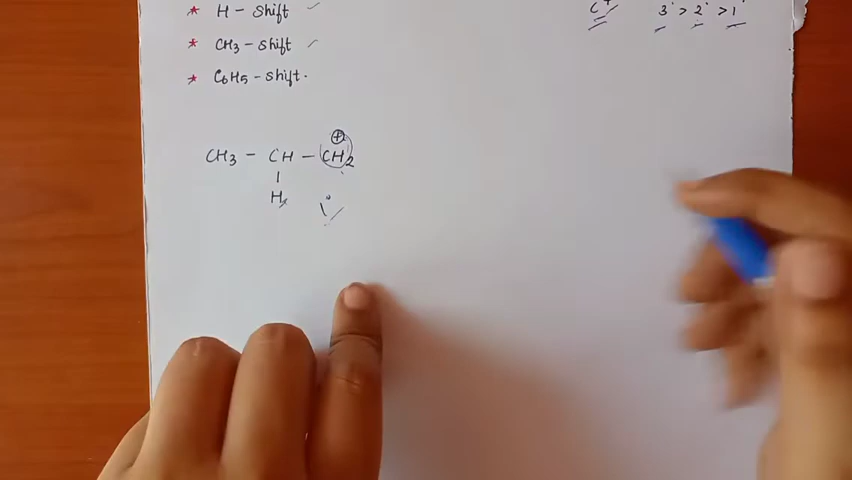 * H - shift ✓
C⁺ 3° > 2° > 1°
* CH3 - shift ✓
* C6H5 - shift.
CH3 - CH - CH2
⊕
|
H
1°